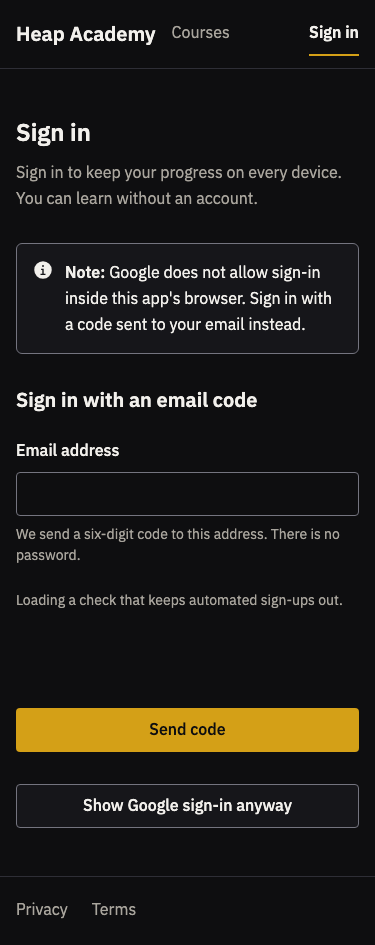 Heap Academy Courses Sign in
Sign in
Sign in to keep your progress on every device.
You can learn without an account.
Note: Google does not allow sign-in
inside this app's browser. Sign in with
a code sent to your email instead.
Sign in with an email code
Email address
We send a six-digit code to this address. There is no
password.
Loading a check that keeps automated sign-ups out.
Send code
Show Google sign-in anyway
Privacy Terms